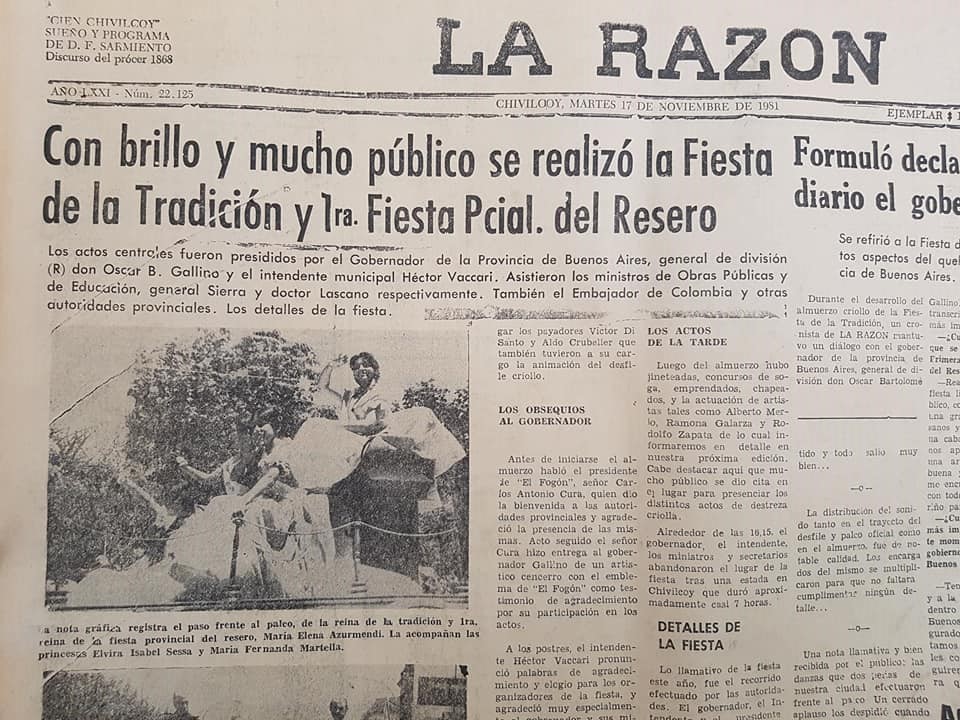 "CIEN CHIVILCOY"
SUEÑO Y PROGRAMA
DE D. F. SARMIENTO
Discurso del prócer 1868
LA RAZON
AÑO LXXI - Núm. 22.125
CHIVILCOY, MARTES 17 DE NOVIEMBRE DE 1981
EJEMPLAR $ 1
Con brillo y mucho público se realizó la Fiesta
de la Tradición y 1ra. Fiesta Pcial. del Resero
Los actos centrales fueron presididos por el Gobernador de la Provincia de Buenos Aires, general de división
(R) don Oscar B. Gallino y el intendente municipal Héctor Vaccari. Asistieron los ministros de Obras Públicas y
de Educación, general Sierra y doctor Lascano respectivamente. También el Embajador de Colombia y otras
autoridades provinciales. Los detalles de la fiesta.
La nota gráfica registra el paso frente al palco, de la reina de la tradición y 1ra.
reina de la fiesta provincial del resero, María Elena Azurmendi. La acompañan las
princesas Elvira Isabel Sessa y María Fernanda Martella.
gar los payadores Víctor Di
Santo y Aldo Crubellier que
también tuvieron a su car-
go la animación del desfi-
le criollo.
LOS OBSEQUIOS
AL GOBERNADOR
Antes de iniciarse el al-
muerzo habló el presidente
de "El Fogón", señor Car-
los Antonio Cura, quien dio
la bienvenida a las autori-
dades provinciales y agrade-
ció la presencia de las mis-
mas. Acto seguido el señor
Cura hizo entrega al gober-
nador Gallino de un artis-
tico cencerro con el emble-
ma de "El Fogón" como tes-
timonio de agradecimiento
por su participación en los
actos.
A los postres, el intenden-
te Héctor Vaccari pronun-
ció palabras de agradeci-
miento y elogio para los or-
ganizadores de la fiesta, y
agradeció muy especialmen-
LOS ACTOS
DE LA TARDE
Luego del almuerzo hubo
jineteadas, concursos de so-
ga, emprendados, chapea-
dos, y la actuación de artis-
tas tales como Alberto Mer-
lo, Ramona Galarza y Ro-
dolfo Zapata de lo cual in-
formaremos en detalle en
nuestra próxima edición.
Cabe destacar aquí que mu-
cho público se dio cita en
el lugar para presenciar los
distintos actos de destreza
criolla.
Alrededor de las 16,15, el
gobernador, el intendente,
los ministros y secretarios
abandonaron el lugar de la
fiesta tras una estada en
Chivilcoy que duró aproxi-
madamente casi 7 horas.
DETALLES DE
LA FIESTA
Lo llamativo de la fiesta
este año, fue el recorrido
efectuado por las autorida-
des. El gobernador, el In-
tendente y el presidente
Formuló decla
diario el gobe
Se refirió a la Fiesta d
tos aspectos del que
cia de Buenos Aires.
Durante el desarrollo del
almuerzo criollo de la Fies-
ta de la Tradición, un cro-
nista de LA RAZON mantu-
vo un diálogo con el gober-
nador de la provincia de
Buenos Aires, general de di-
visión don Oscar Bartolomé
tido y todo salio muy
bien...
—o—
La distribución del soni-
do tanto en el trayecto del
desfile y palco oficial como
en el almuerzo, fue de no-
table calidad. Los encarga
dos del mismo se multipli-
caron para que no faltara
cumplimentar ningún de-
talle...
—o—
Una nota llamativa y bien
recibida por el público: las
danzas que dos peñas de
nuestra ciudad efectuaron
frente al palco. Un cerrado
aplauso los despidió cuando
Gallino,
transcri
más im